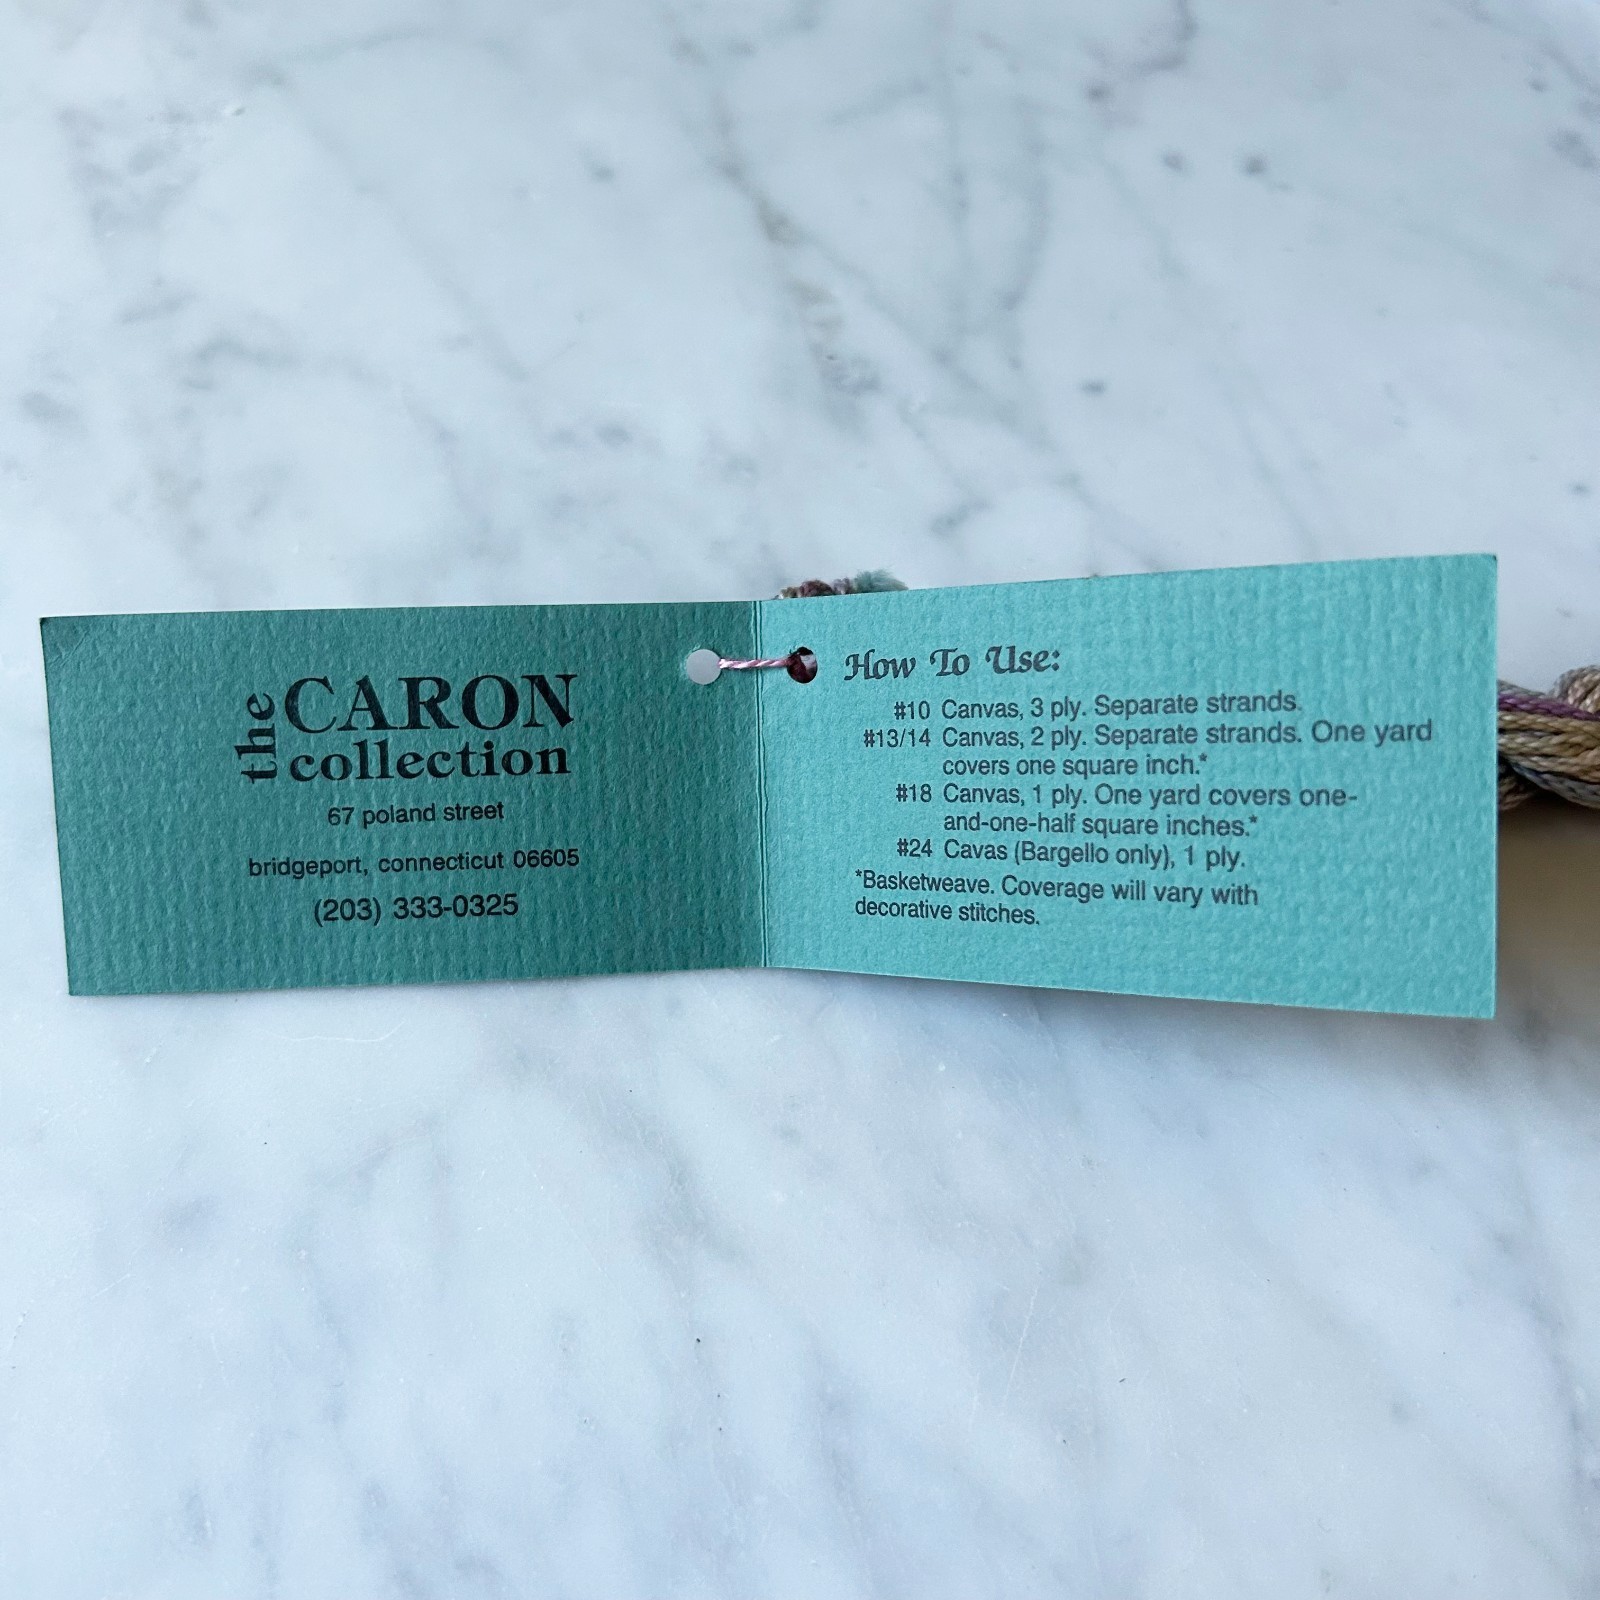 the CARON
collection
67 poland street
bridgeport, connecticut 06605
(203) 333-0325
How To Use:
#10 Canvas, 3 ply. Separate strands.
#13/14 Canvas, 2 ply. Separate strands. One yard
covers one square inch.*
#18 Canvas, 1 ply. One yard covers one-
and-one-half square inches.*
#24 Cavas (Bargello only), 1 ply.
*Basketweave. Coverage will vary with
decorative stitches.